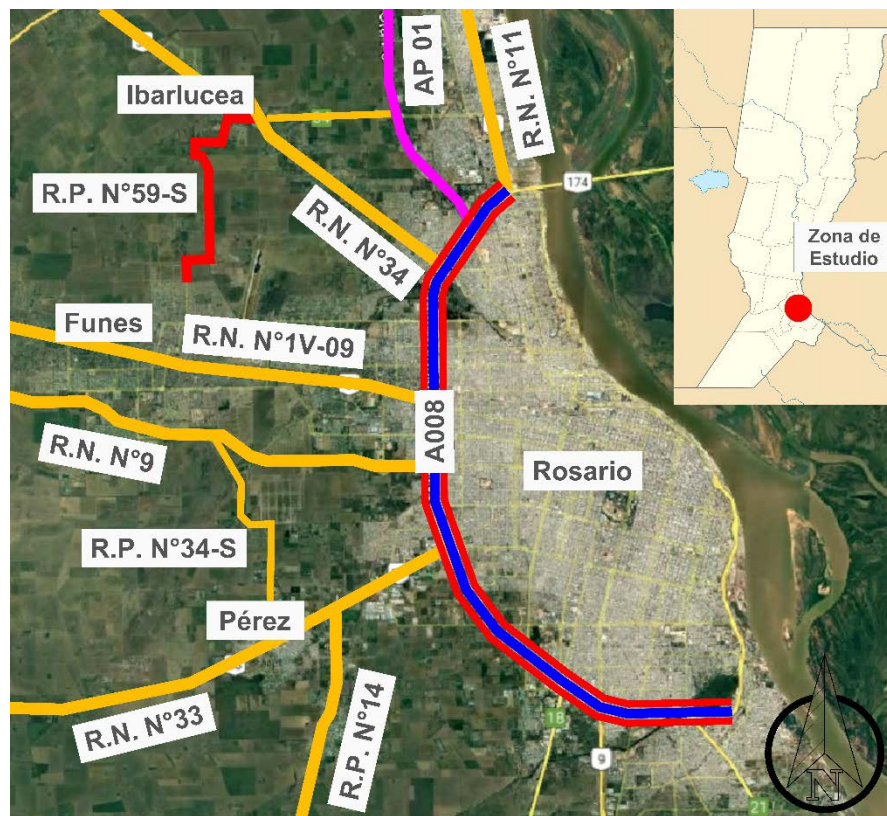 Ibarlucea
AP 01
R.N. N°11
R.P. N°59-S
174
R.N. N°34
Zona de
Estudio
Funes
R.N. N°1V-09
A008
R.N. N°9
Rosario
R.P. N°34-S
Pérez
R.N. N°33
R.P. N°14
18
9
21
N